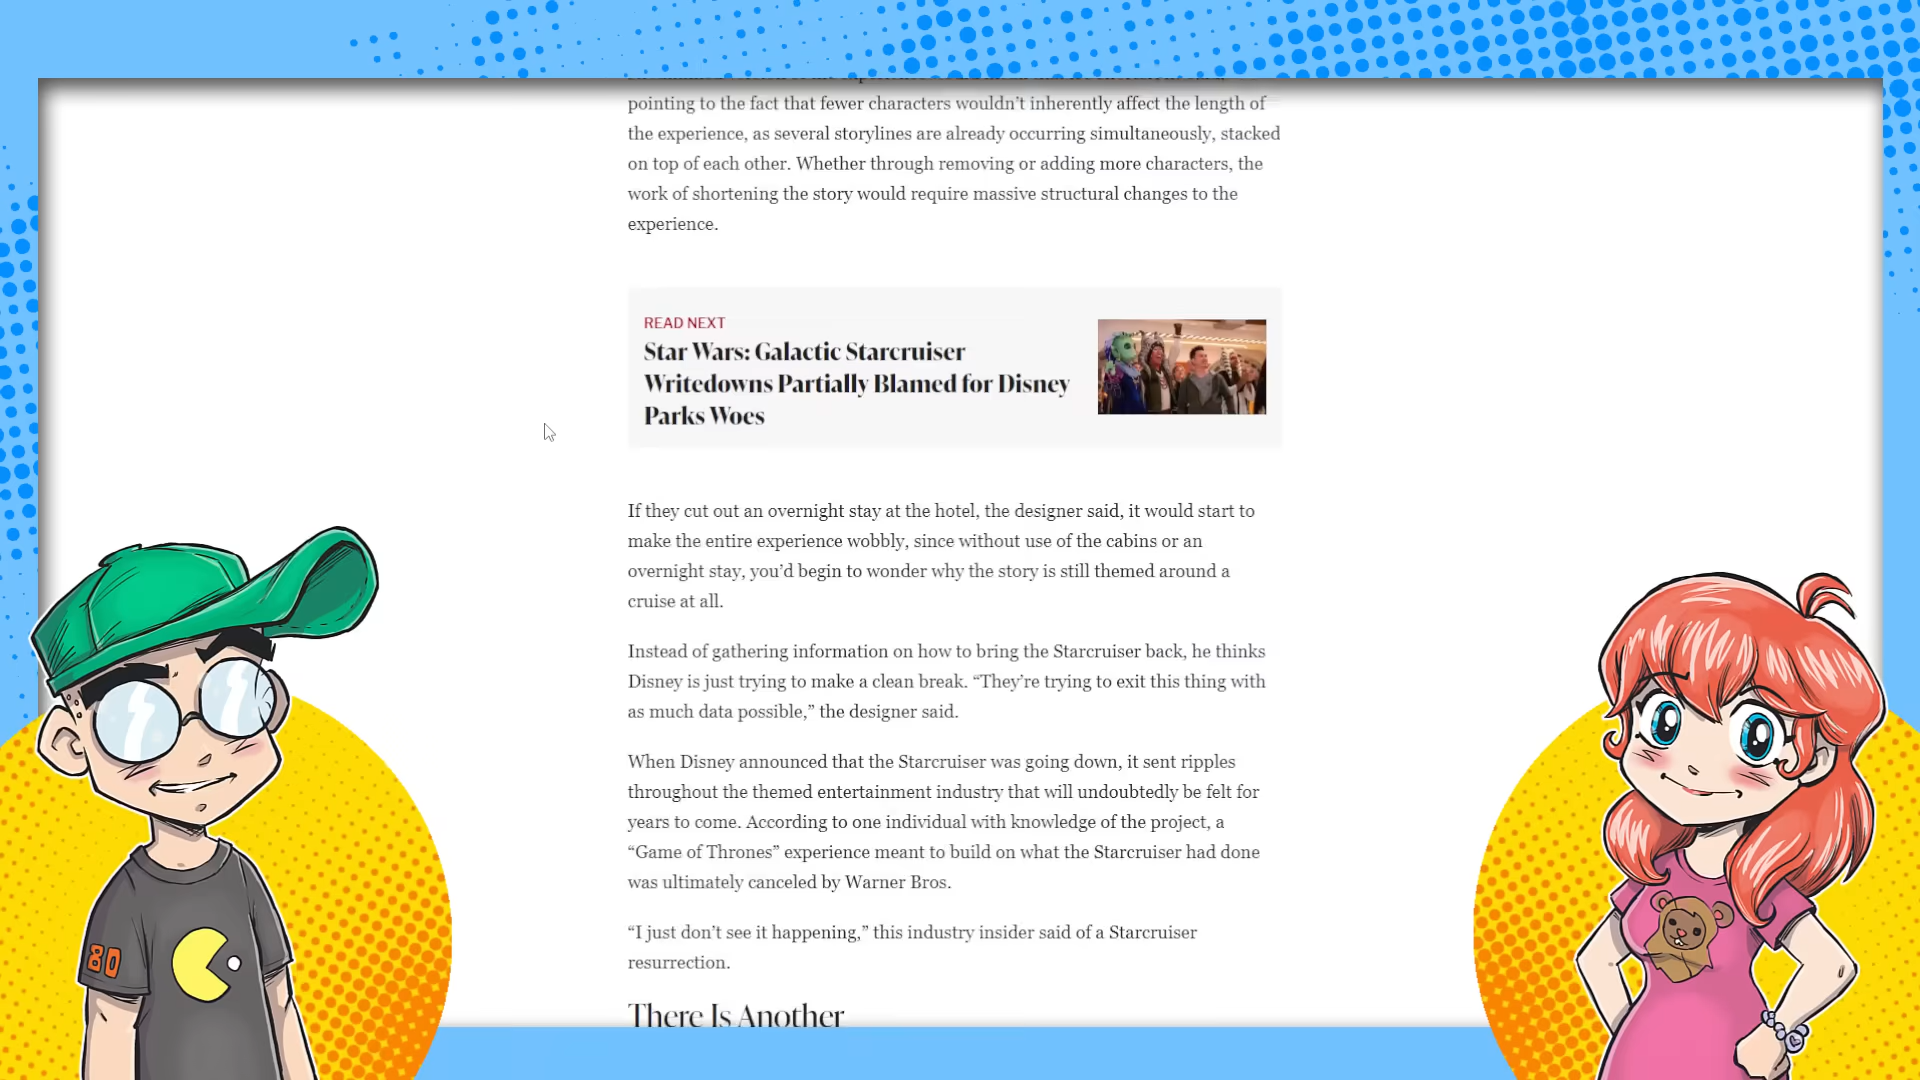 pointing to the fact that fewer characters wouldn’t inherently affect the length of
the experience, as several storylines are already occurring simultaneously, stacked
on top of each other. Whether through removing or adding more characters, the
work of shortening the story would require massive structural changes to the
experience.
READ NEXT
Star Wars: Galactic Starcruiser
Writedowns Partially Blamed for Disney
Parks Woes
If they cut out an overnight stay at the hotel, the designer said, it would start to
make the entire experience wobbly, since without use of the cabins or an
overnight stay, you’d begin to wonder why the story is still themed around a
cruise at all.
Instead of gathering information on how to bring the Starcruiser back, he thinks
Disney is just trying to make a clean break. “They’re trying to exit this thing with
as much data possible,” the designer said.
When Disney announced that the Starcruiser was going down, it sent ripples
throughout the themed entertainment industry that will undoubtedly be felt for
years to come. According to one individual with knowledge of the project, a
“Game of Thrones” experience meant to build on what the Starcruiser had done
was ultimately canceled by Warner Bros.
“I just don’t see it happening,” this industry insider said of a Starcruiser
resurrection.
There Is Another
80